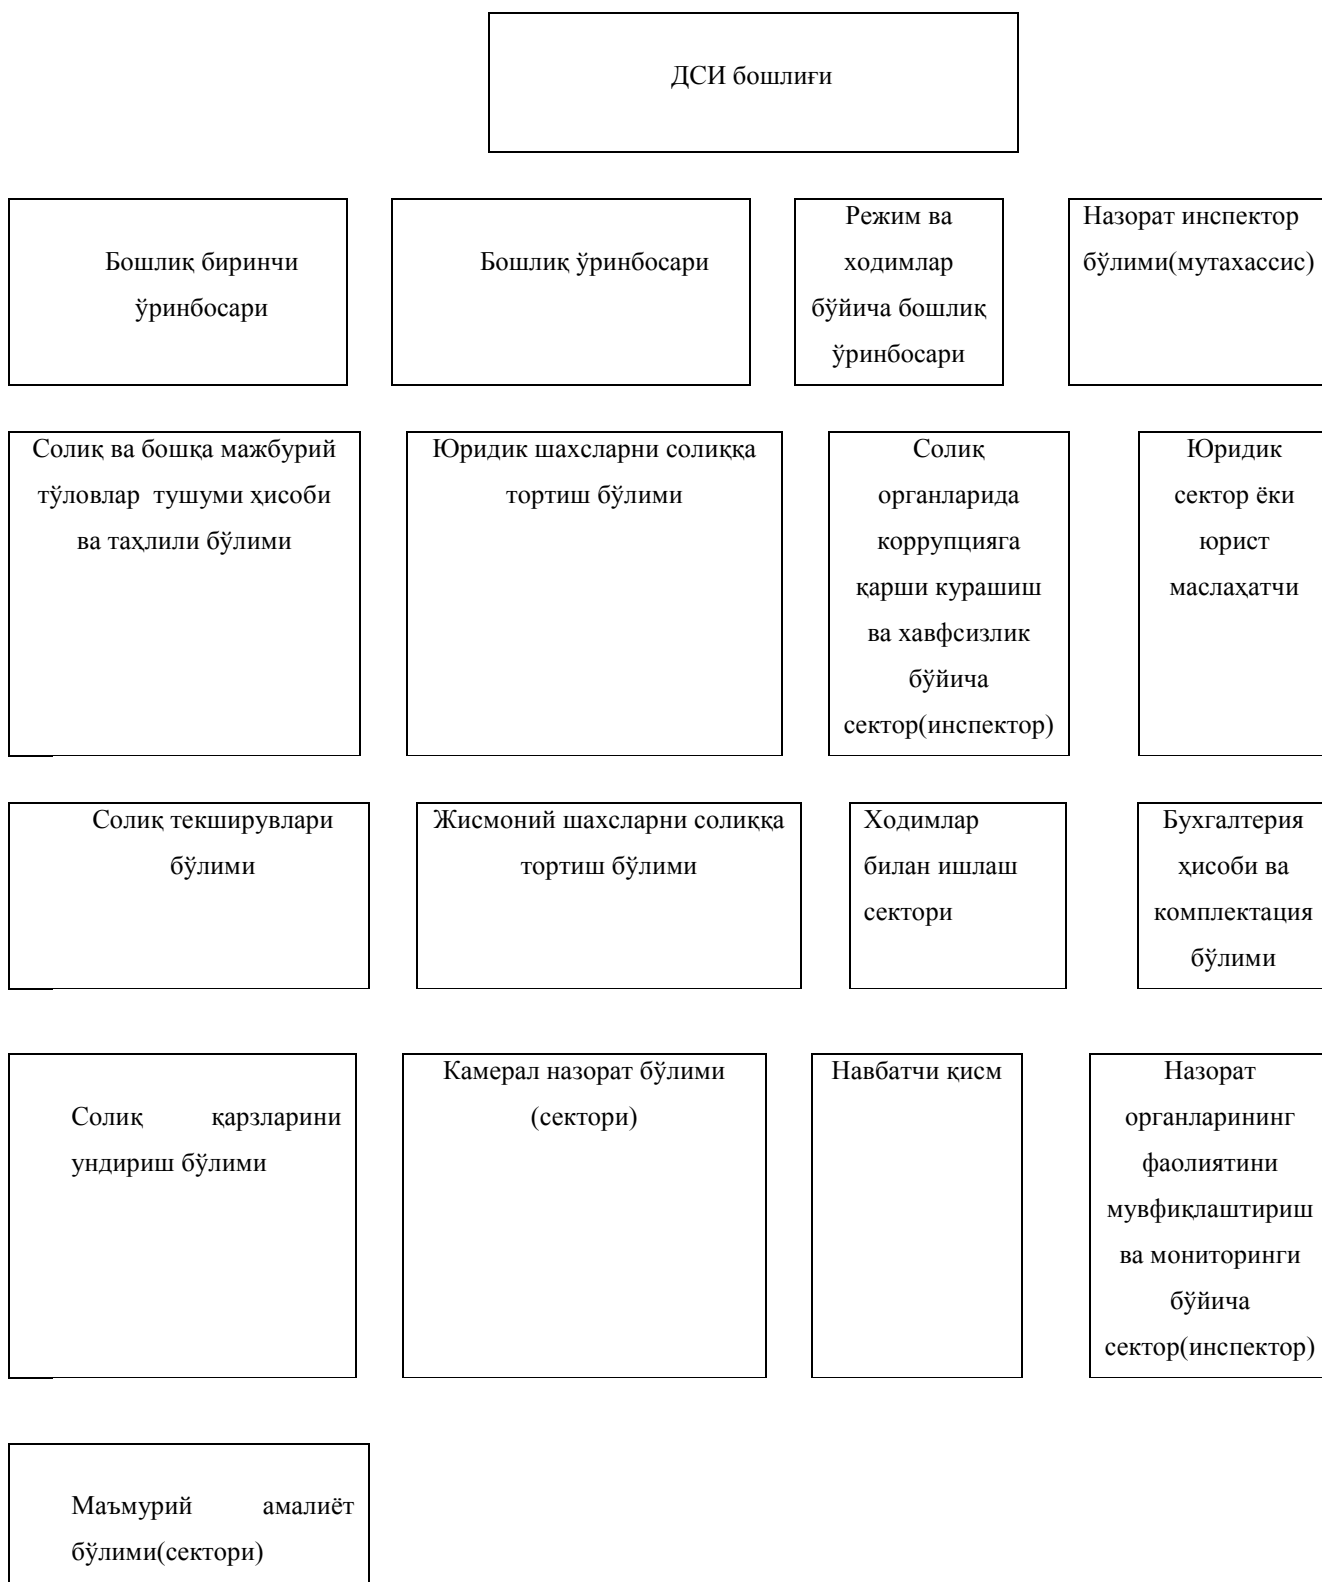 ДСИ бошлиғи
Бошлиқ биринчи
ўринбосари
Бошлиқ ўринбосари
Режим ва
ходимлар
бўйича бошлиқ
ўринбосари
Назорат инспектор
бўлими(мутахассис)
Солиқ ва бошқа мажбурий
тўловлар тушуми ҳисоби
ва таҳлили бўлими
Юридик шахсларни солиққа
тортиш бўлими
Солиқ
органларида
коррупцияга
қарши курашиш
ва хавфсизлик
бўйича
сектор(инспектор)
Юридик
сектор ёки
юрист
маслаҳатчи
Солиқ текширувлари
бўлими
Жисмоний шахсларни солиққа
тортиш бўлими
Ходимлар
билан ишлаш
сектори
Бухгалтерия
ҳисоби ва
комплектация
бўлими
Солиқ қарзларини
ундириш бўлими
Камерал назорат бўлими
(сектори)
Навбатчи қисм
Назорат
органларининг
фаолиятини
мувфиқлаштириш
ва мониторинги
бўйича
сектор(инспектор)
Маъмурий амалиёт
бўлими(сектори)